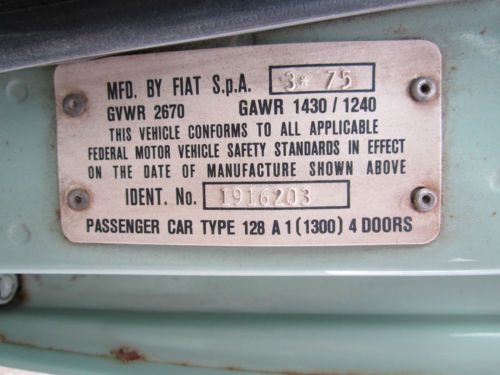 MFD. BY FIAT S.p.A. 3* 75
GVWR 2670 GAWR 1430 / 1240
THIS VEHICLE CONFORMS TO ALL APPLICABLE
FEDERAL MOTOR VEHICLE SAFETY STANDARDS IN EFFECT
ON THE DATE OF MANUFACTURE SHOWN ABOVE
IDENT. No. 1916203
PASSENGER CAR TYPE 128 A 1 (1300) 4 DOORS